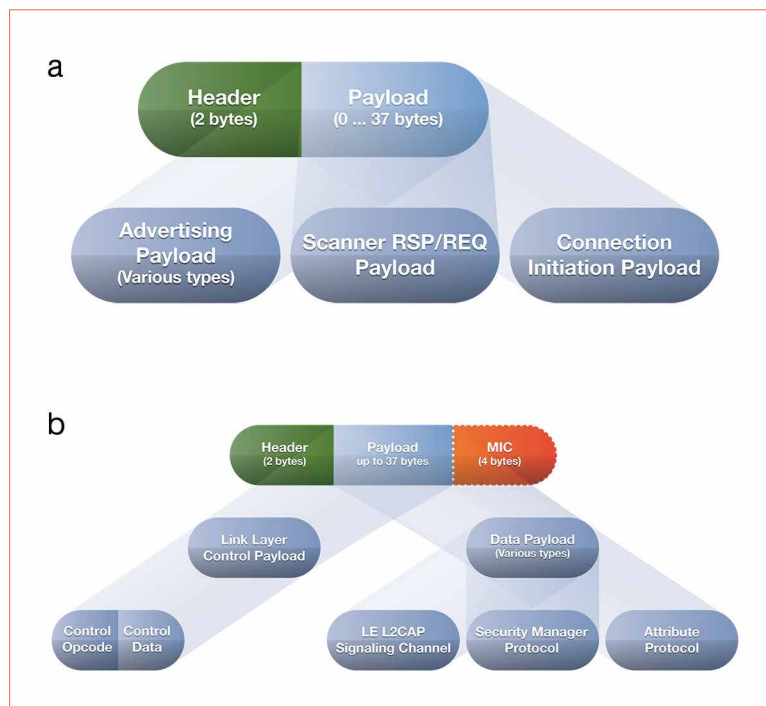 a
Header
(2 bytes)
Payload
(0 ... 37 bytes)
Advertising
Payload
(Various types)
Scanner RSP/REQ
Payload
Connection
Initiation Payload
b
Header
(2 bytes)
Payload
up to 37 bytes
MIC
(4 bytes)
Link Layer
Control Payload
Data Payload
(Various types)
Control
Opcode
Control
Data
LE L2CAP
Signaling Channel
Security Manager
Protocol
Attribute
Protocol